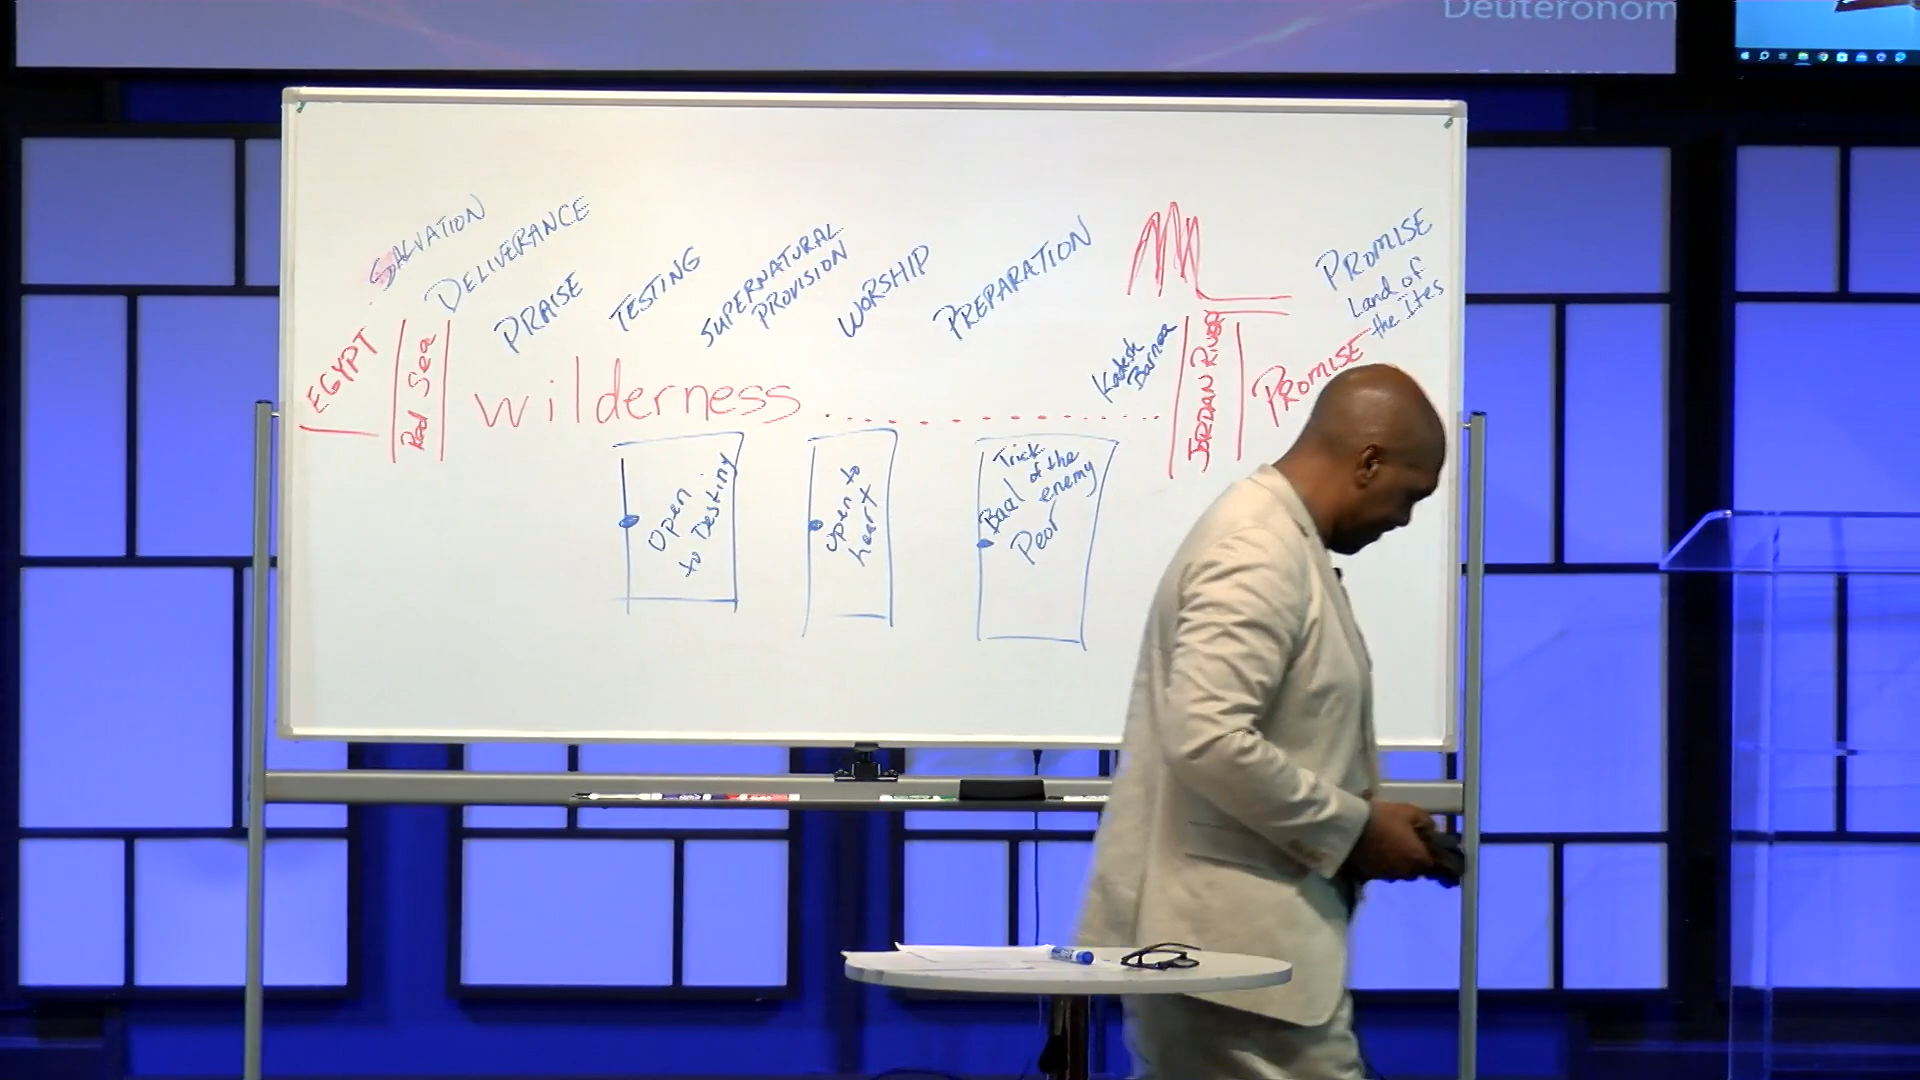 Deuteronom
SALVATION
DELIVERANCE
PRAISE
TESTING
SUPERNATURAL
PROVISION
WORSHIP
PREPARATION
PROMISE
Land of
the Ites
EGYPT
Red Sea
wilderness
Kadesh
Barnea
JORDAN RIVER
PROMISE
Open
to Destiny
Open to
heart
Trick
of the
enemy
Baal
Peor